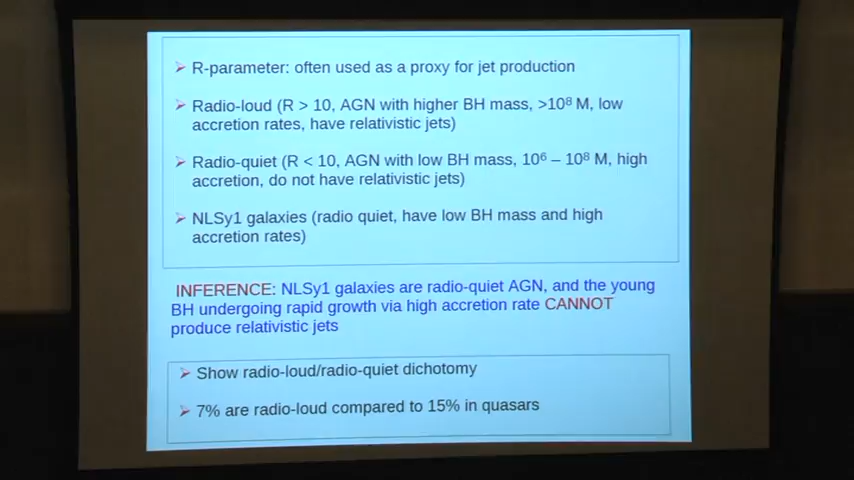 ➢ R-parameter: often used as a proxy for jet production
➢ Radio-loud (R > 10, AGN with higher BH mass, >10⁸ M, low
accretion rates, have relativistic jets)
➢ Radio-quiet (R < 10, AGN with low BH mass, 10⁶ – 10⁸ M, high
accretion, do not have relativistic jets)
➢ NLSy1 galaxies (radio quiet, have low BH mass and high
accretion rates)
INFERENCE: NLSy1 galaxies are radio-quiet AGN, and the young
BH undergoing rapid growth via high accretion rate CANNOT
produce relativistic jets
➢ Show radio-loud/radio-quiet dichotomy
➢ 7% are radio-loud compared to 15% in quasars